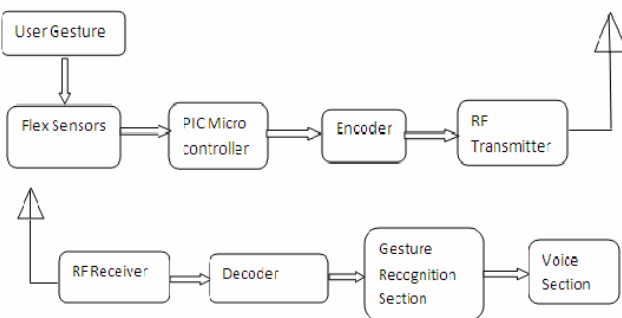 User Gesture
Flex Sensors
PIC Micro
controller
Encoder
RF
Transmitter
RF Receiver
Decoder
Gesture
Recognition
Section
Voice
Section